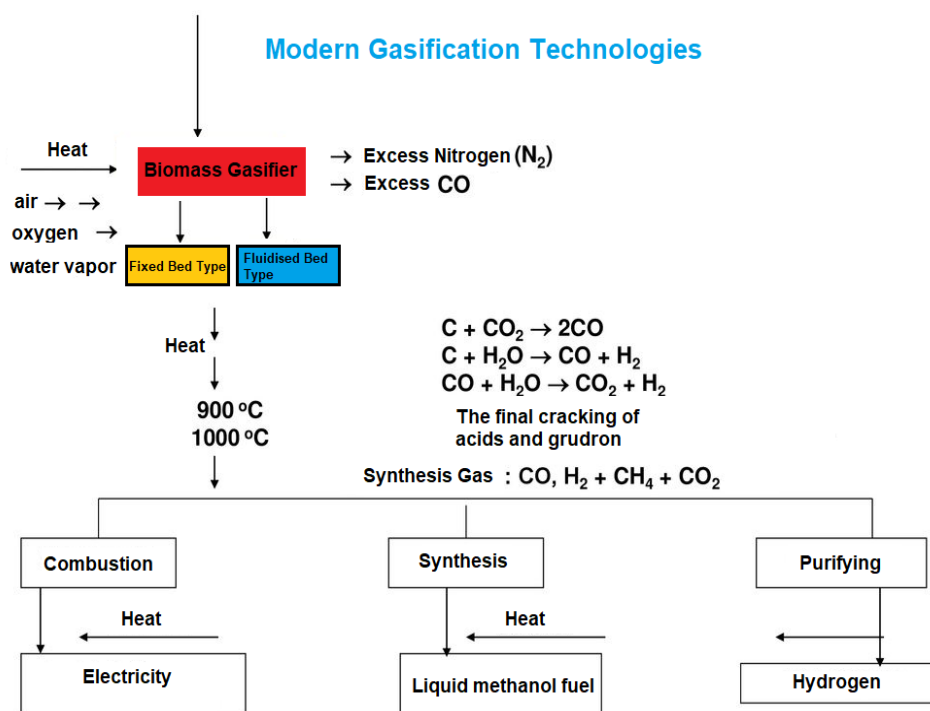 Modern Gasification Technologies
Heat
Biomass Gasifier
→ Excess Nitrogen (N₂)
→ Excess CO
air → →
oxygen →
water vapor
Fixed Bed Type
Fluidised Bed
Type
Heat
900 ºC
1000 ºC
C + CO₂ → 2CO
C + H₂O → CO + H₂
CO + H₂O → CO₂ + H₂
The final cracking of
acids and grudron
Synthesis Gas : CO, H₂ + CH₄ + CO₂
Combustion
Synthesis
Purifying
Heat
Heat
Electricity
Liquid methanol fuel
Hydrogen